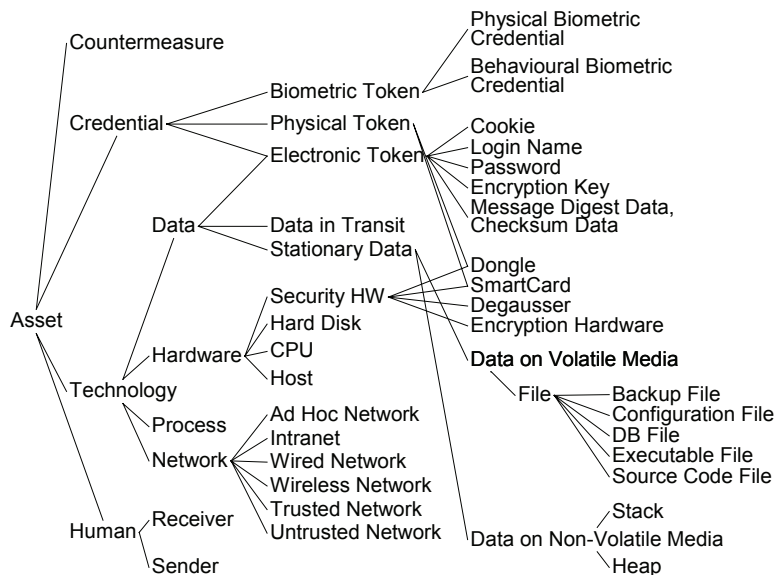 Physical Biometric
Credential
Countermeasure
Behavioural Biometric
Credential
Biometric Token
Credential
Physical Token
Cookie
Login Name
Electronic Token
Password
Encryption Key
Message Digest Data,
Checksum Data
Data
Data in Transit
Stationary Data
Dongle
SmartCard
Security HW
Degausser
Asset
Hard Disk
Encryption Hardware
Hardware
CPU
Data on Volatile Media
Host
Technology
File
Backup File
Ad Hoc Network
Configuration File
Process
Intranet
DB File
Network
Wired Network
Executable File
Wireless Network
Source Code File
Trusted Network
Human
Receiver
Untrusted Network
Stack
Data on Non-Volatile Media
Sender
Heap